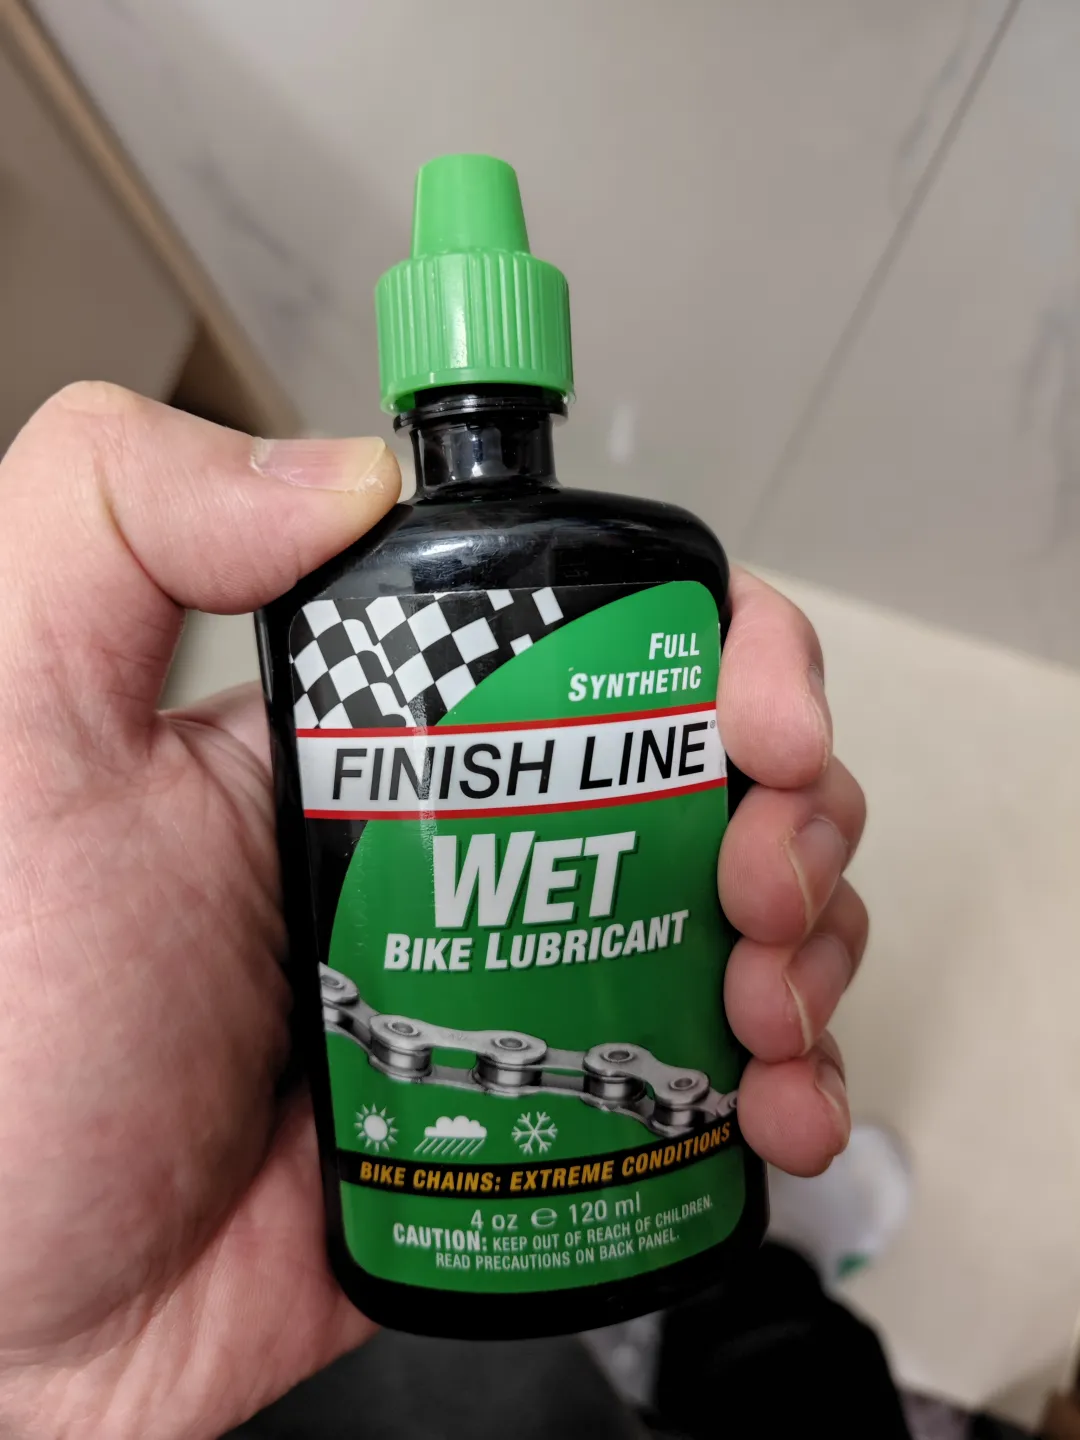 FULL
SYNTHETIC
FINISH LINE®
WET
BIKE LUBRICANT
BIKE CHAINS: EXTREME CONDITIONS
4 oz ℮ 120 ml
CAUTION: KEEP OUT OF REACH OF CHILDREN.
READ PRECAUTIONS ON BACK PANEL.